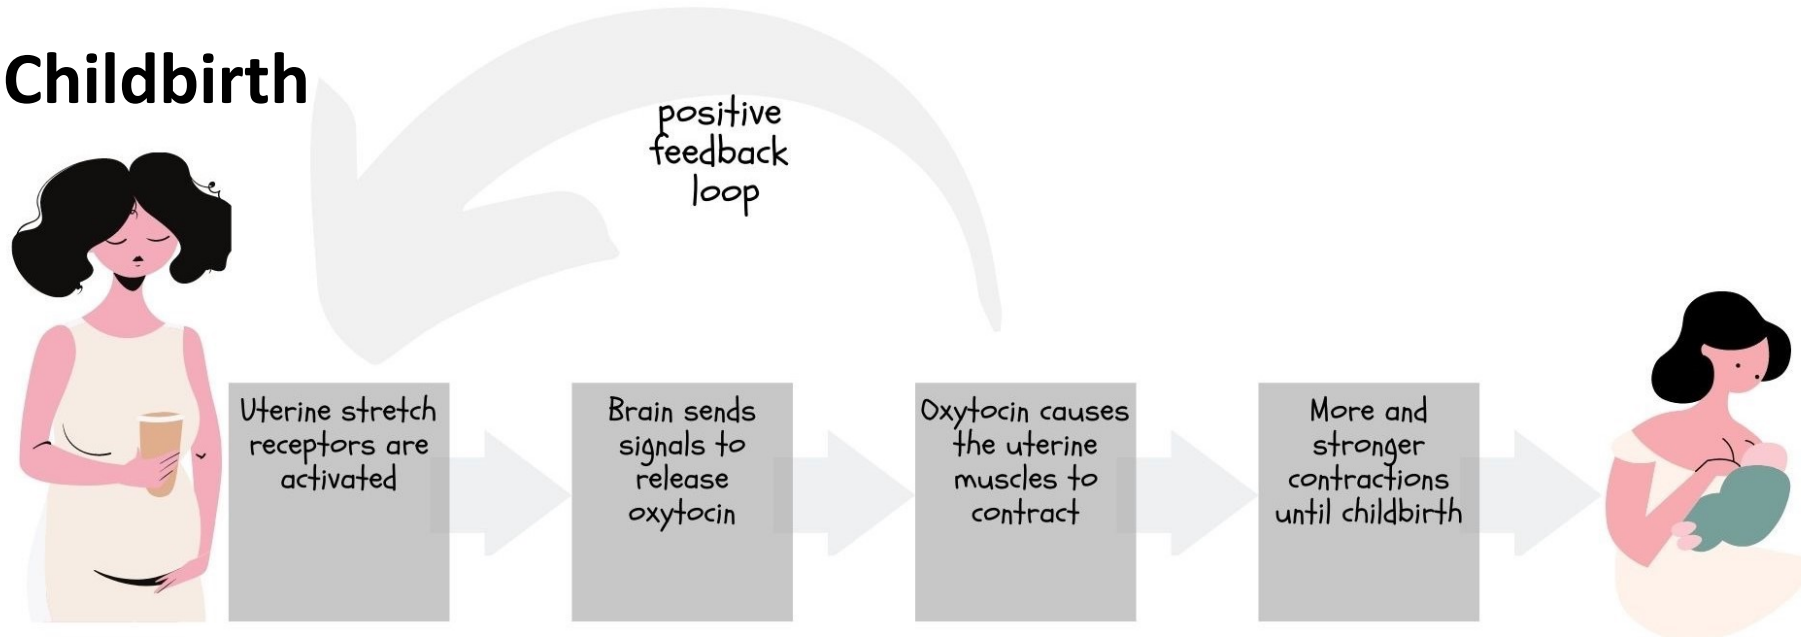 Childbirth
positive
feedback
loop
Uterine stretch
receptors are
activated
Brain sends
signals to
release
oxytocin
Oxytocin causes
the uterine
muscles to
contract
More and
stronger
contractions
until childbirth